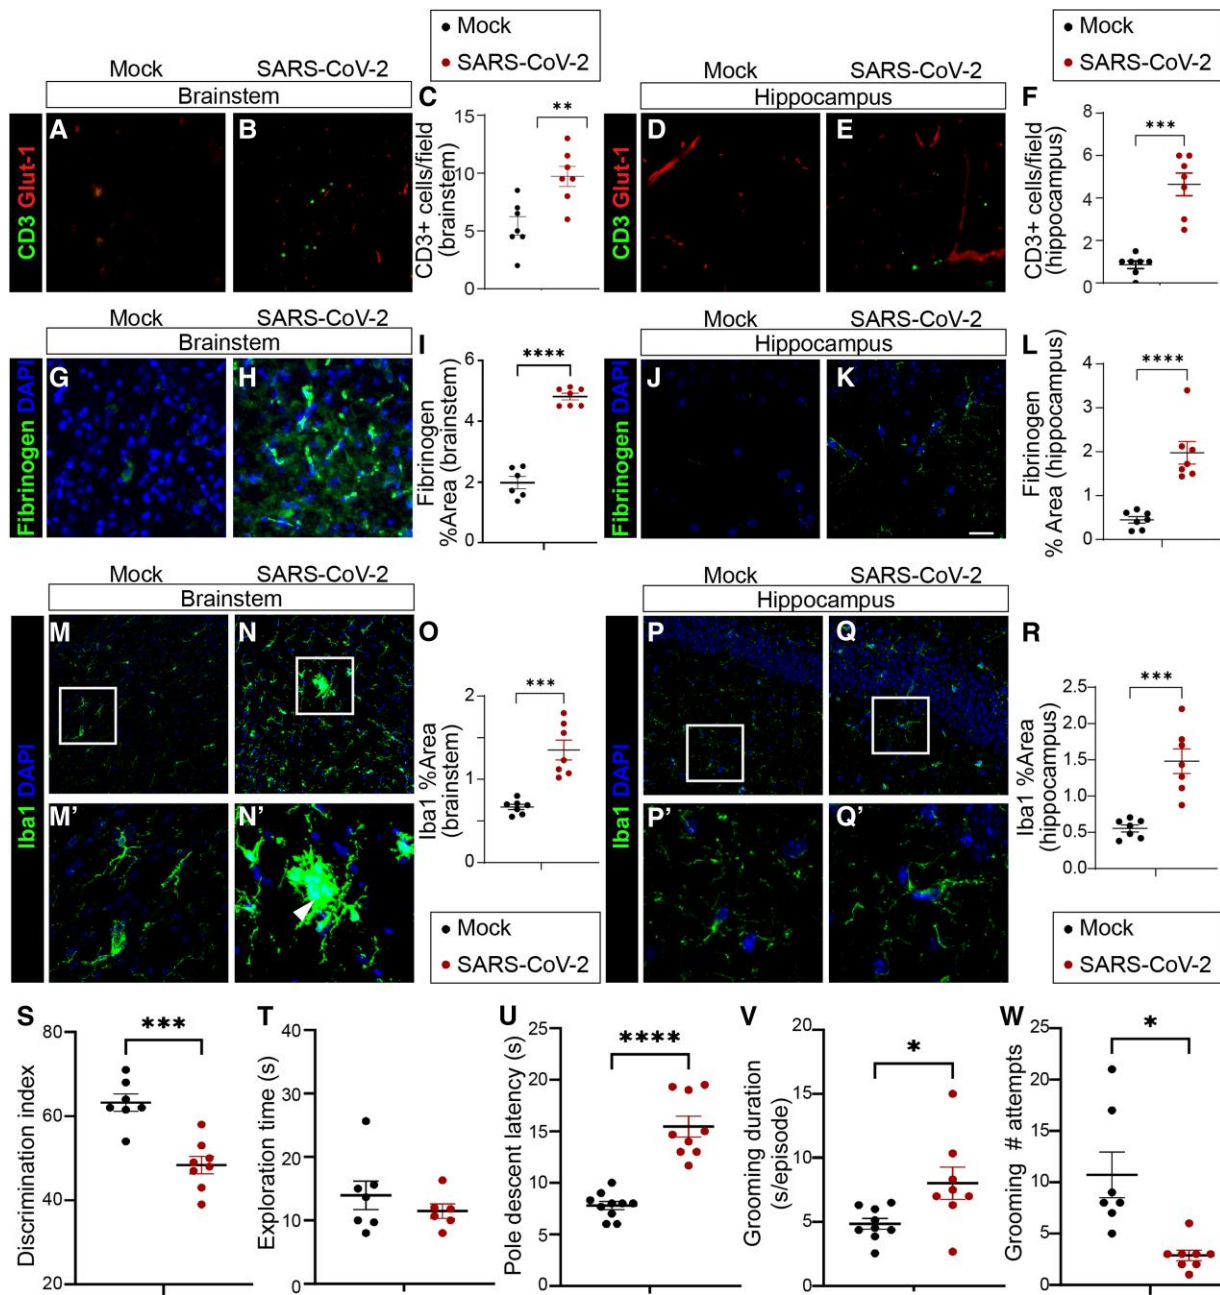 Mock
SARS-CoV-2
Mock
SARS-CoV-2
Mock SARS-CoV-2
Brainstem
Mock SARS-CoV-2
Hippocampus
CD3 Glut-1
A
B
C
CD3+ cells/field
(brainstem)
15
10
5
0
**
CD3 Glut-1
D
E
F
CD3+ cells/field
(hippocampus)
8
6
4
2
0
***
Mock SARS-CoV-2
Brainstem
Mock SARS-CoV-2
Hippocampus
Fibrinogen DAPI
G
H
I
Fibrinogen
%Area (brainstem)
6
4
2
0
****
Fibrinogen DAPI
J
K
L
Fibrinogen
% Area (hippocampus)
4
3
2
1
0
****
Mock SARS-CoV-2
Brainstem
Mock SARS-CoV-2
Hippocampus
Iba1 DAPI
M
N
O
Iba1 %Area
(brainstem)
2
1
0
***
M’
N’
Iba1 DAPI
P
Q
R
Iba1 %Area
(hippocampus)
2.5
2.0
1.5
1.0
0.5
0.0
***
P’
Q’
Mock
SARS-CoV-2
Mock
SARS-CoV-2
S
Discrimination index
80
60
40
20
***
T
Exploration time (s)
40
30
20
10
0
U
Pole descent latency (s)
25
20
15
10
5
0
****
V
Grooming duration
(s/episode)
20
15
10
5
0
*
W
Grooming # attempts
25
20
15
10
5
0
*